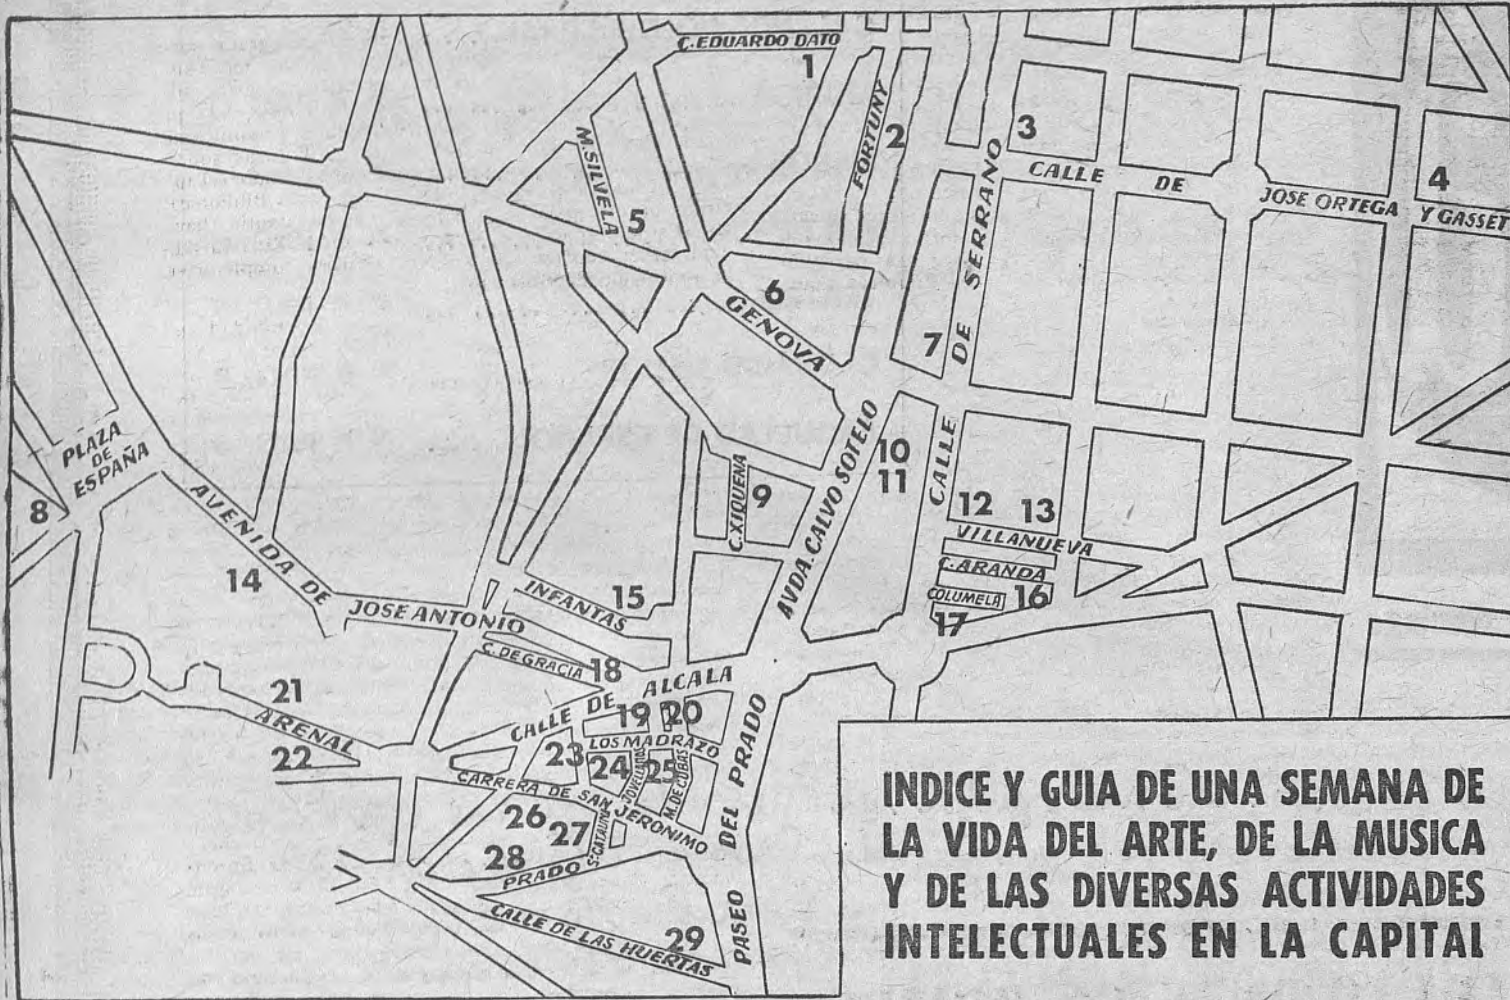 C. EDUARDO DATO
1
FORTUNY
2
M. SILVELA
5
3
CALLE DE JOSE ORTEGA Y GASSET
4
CALLE DE SERRANO
GENOVA
6
7
PLAZA
DE
ESPAÑA
8
AVENIDA DE JOSE ANTONIO
14
C. XIQUENA
9
AVDA. CALVO SOTELO
10
11
12
13
VILLANUEVA
C. ARANDA
COLUMELA
16
17
INFANTAS
15
C. DE GRACIA
18
CALLE DE ALCALA
19
20
21
ARENAL
22
LOS MADRAZO
23
24
JOVELLANOS
25
M. DE CUBAS
CARRERA DE SAN JERONIMO
26
27
S. CATALINA
28
PRADO
CALLE DE LAS HUERTAS
29
PASEO DEL PRADO
INDICE Y GUIA DE UNA SEMANA DE
LA VIDA DEL ARTE, DE LA MUSICA
Y DE LAS DIVERSAS ACTIVIDADES
INTELECTUALES EN LA CAPITAL